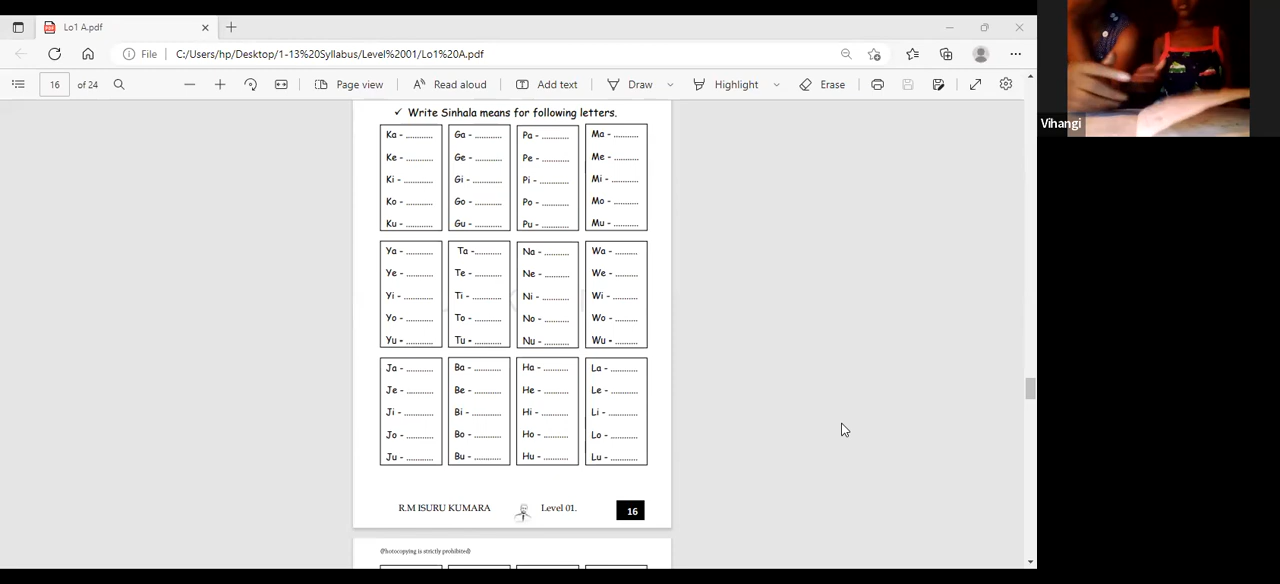 Lo1 A.pdf
File C:/Users/hp/Desktop/1-13%20Syllabus/Level%2001/Lo1%20A.pdf
16 of 24 Page view Read aloud Add text Draw Highlight Erase
Vihangi
✓ Write Sinhala means for following letters.
Ka - ............ Ga - ............ Pa - ............ Ma - ............
Ke - ............ Ge - ............ Pe - ............ Me - ............
Ki - ............ Gi - ............ Pi - ............ Mi - ............
Ko - ............ Go - ............ Po - ............ Mo - ............
Ku - ............ Gu - ............ Pu - ............ Mu - ............
Ya - ............ Ta -............ Na - ............ Wa - ............
Ye - ............ Te - ............ Ne - ............ We - ............
Yi - ............ Ti - ............ Ni - ............ Wi - ............
Yo - ............ To - ............ No - ............ Wo - ............
Yu - ............ Tu - ............ Nu - ............ Wu - ............
Ja - ............ Ba - ............ Ha - ............ La - ............
Je - ............ Be - ............ He - ............ Le - ............
Ji - ............ Bi - ............ Hi - ............ Li - ............
Jo - ............ Bo - ............ Ho - ............ Lo - ............
Ju - ............ Bu - ............ Hu - ............ Lu - ............
R.M ISURU KUMARA Level 01. 16
(Photocopying is strictly prohibited)